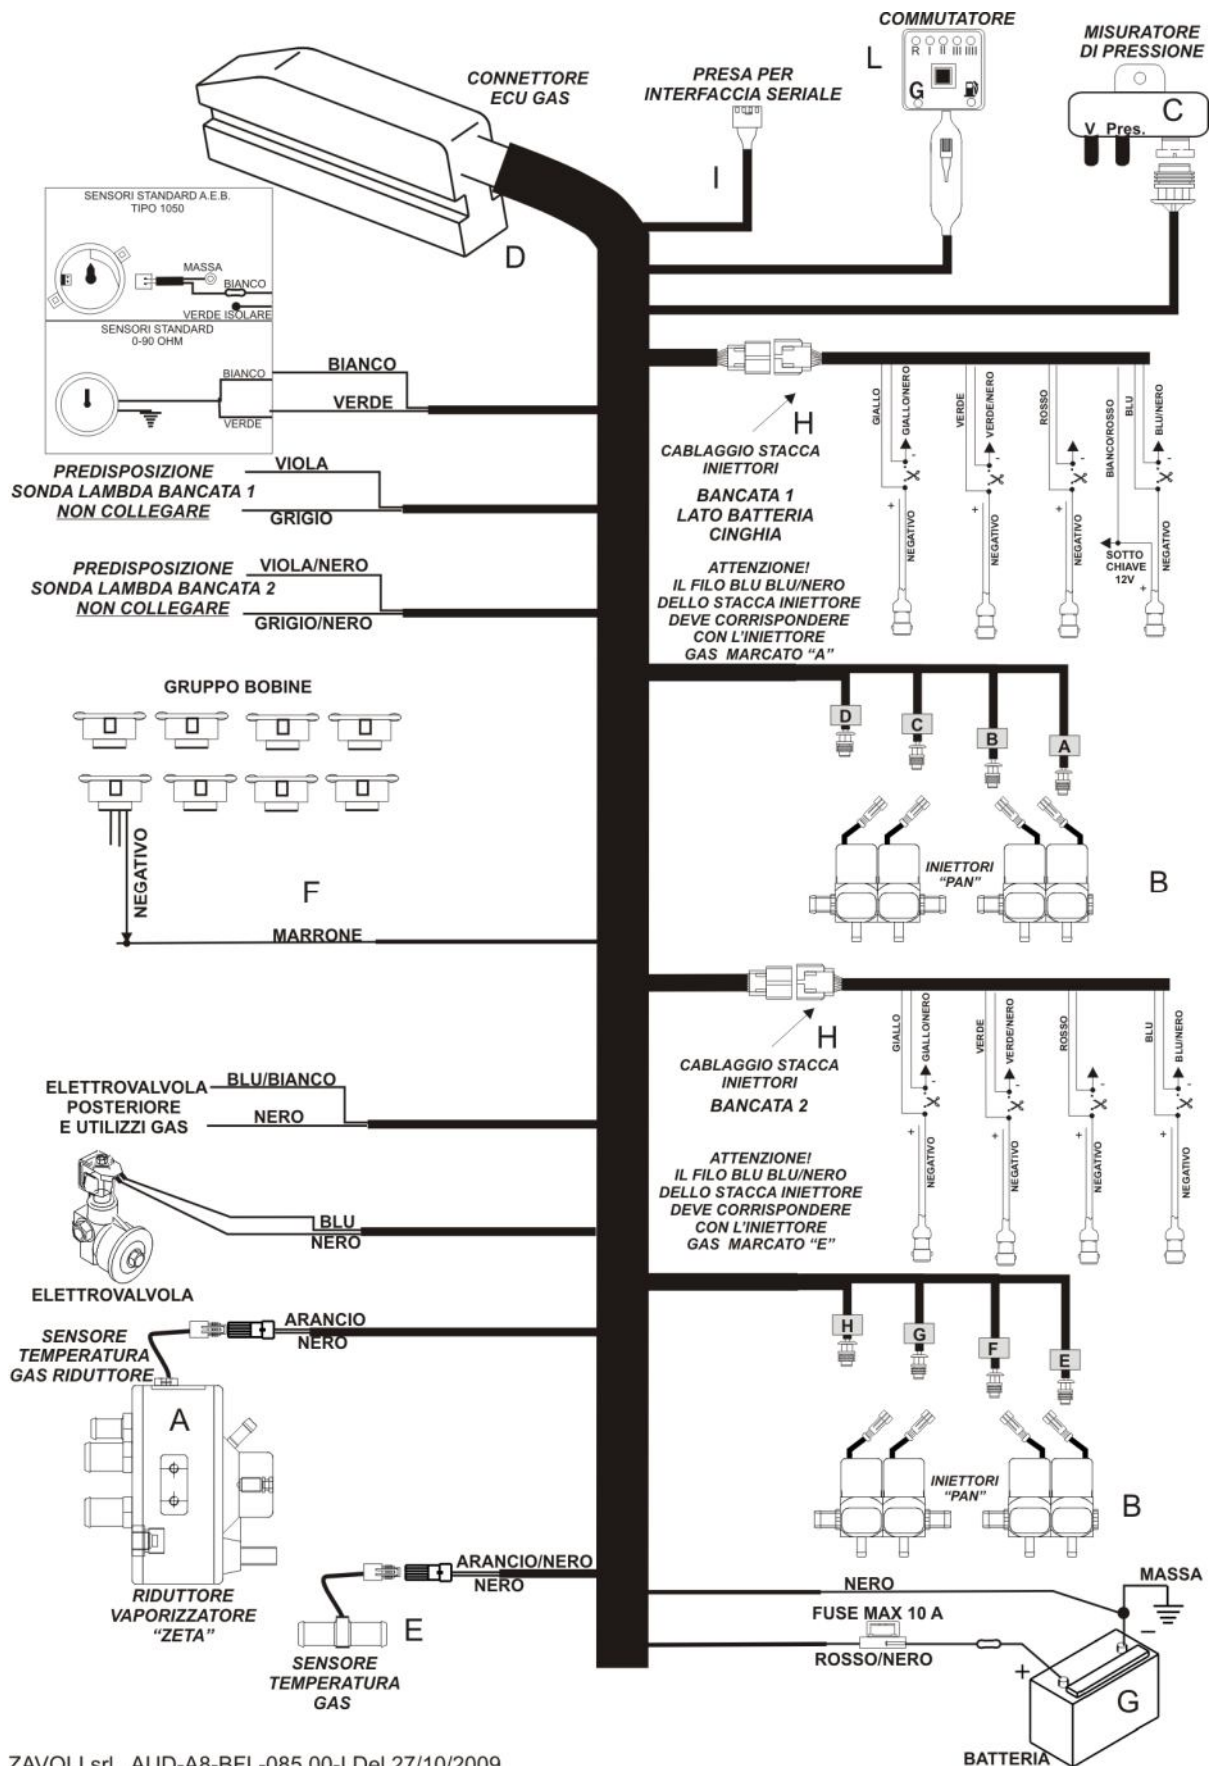 COMMUTATORE
L
R I II III IIII
G
MISURATORE
DI PRESSIONE
C
V Pres.
CONNETTORE
ECU GAS
D
PRESA PER
INTERFACCIA SERIALE
I
SENSORI STANDARD A.E.B.
TIPO 1050
MASSA
BIANCO
VERDE ISOLARE
SENSORI STANDARD
0-90 OHM
BIANCO
VERDE
BIANCO
VERDE
PREDISPOSIZIONE
SONDA LAMBDA BANCATA 1
NON COLLEGARE
VIOLA
GRIGIO
PREDISPOSIZIONE
SONDA LAMBDA BANCATA 2
NON COLLEGARE
VIOLA/NERO
GRIGIO/NERO
H
CABLAGGIO STACCA
INIETTORI
BANCATA 1
LATO BATTERIA
CINGHIA
ATTENZIONE!
IL FILO BLU BLU/NERO
DELLO STACCA INIETTORE
DEVE CORRISPONDERE
CON L'INIETTORE
GAS MARCATO “A”
GIALLO
GIALLO/NERO
-
+
NEGATIVO
VERDE
VERDE/NERO
-
+
NEGATIVO
ROSSO
-
+
NEGATIVO
BIANCO/ROSSO
BLU
BLU/NERO
-
SOTTO
CHIAVE
12V
+
NEGATIVO
D
C
B
A
INIETTORI
“PAN”
B
GRUPPO BOBINE
NEGATIVO
F
MARRONE
H
CABLAGGIO STACCA
INIETTORI
BANCATA 2
ATTENZIONE!
IL FILO BLU BLU/NERO
DELLO STACCA INIETTORE
DEVE CORRISPONDERE
CON L'INIETTORE
GAS MARCATO “E”
GIALLO
GIALLO/NERO
-
+
NEGATIVO
VERDE
VERDE/NERO
-
+
NEGATIVO
ROSSO
-
+
NEGATIVO
BLU
BLU/NERO
-
+
NEGATIVO
ELETTROVALVOLA
POSTERIORE
E UTILIZZI GAS
BLU/BIANCO
NERO
BLU
NERO
ELETTROVALVOLA
ARANCIO
NERO
SENSORE
TEMPERATURA
GAS RIDUTTORE
A
RIDUTTORE
VAPORIZZATORE
“ZETA”
H
G
F
E
INIETTORI
“PAN”
B
ARANCIO/NERO
NERO
E
SENSORE
TEMPERATURA
GAS
NERO
MASSA
FUSE MAX 10 A
ROSSO/NERO
−
+
G
BATTERIA
ZAVOLI srl AUD-A8-BFL-085.00-I Del 27/10/2009